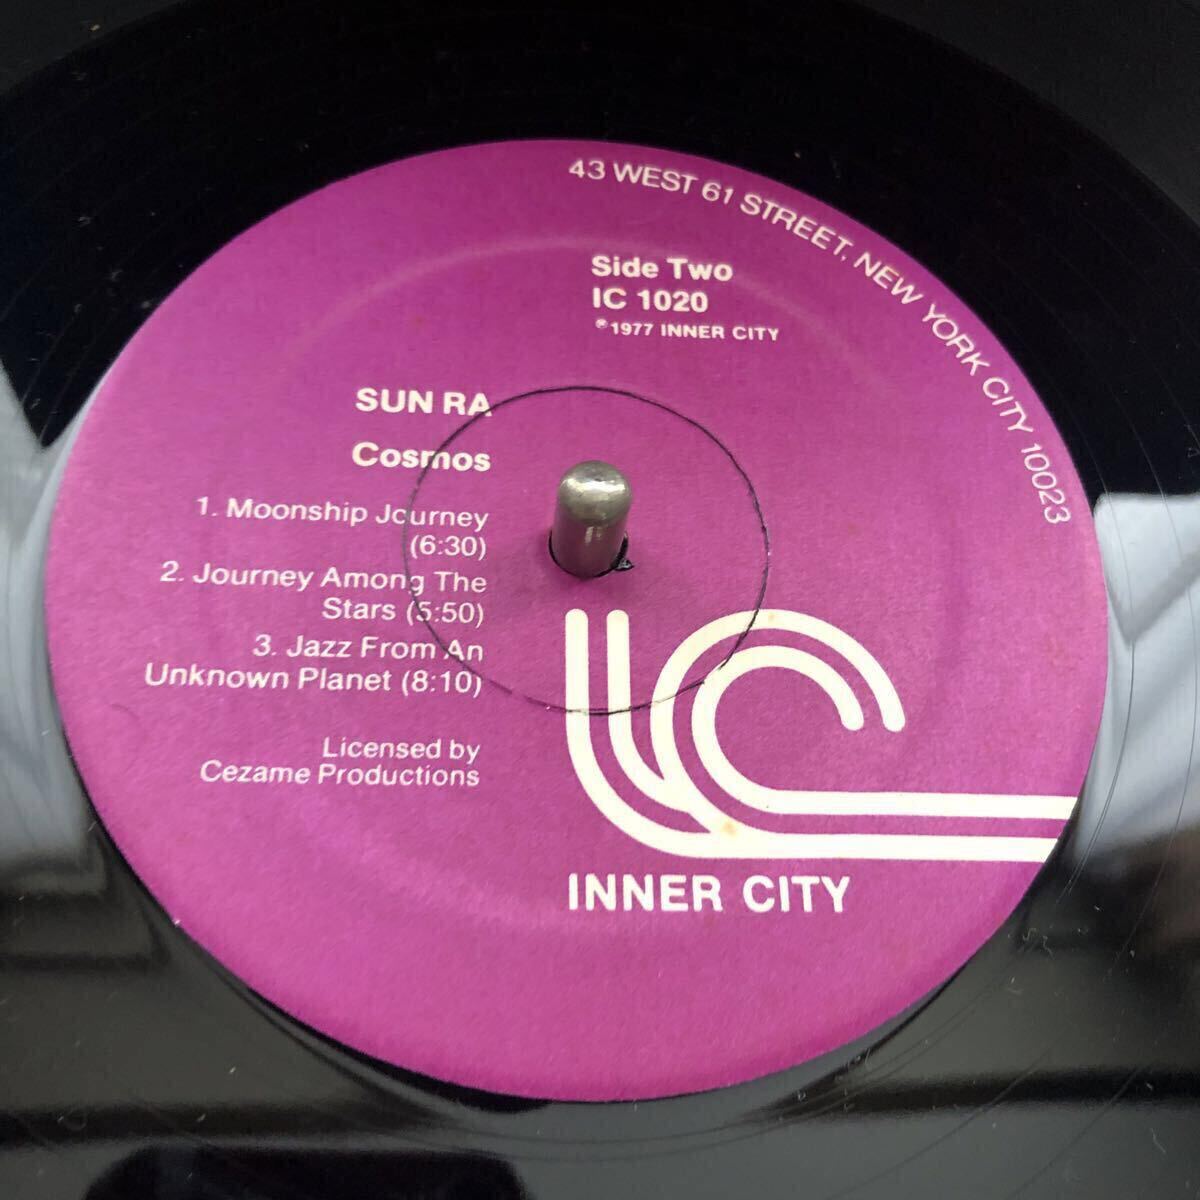 43 WEST 61 STREET, NEW YORK CITY 10023
Side Two
IC 1020
℗1977 INNER CITY
SUN RA
Cosmos
1. Moonship Journey
(6:30)
2. Journey Among The
Stars (5:50)
3. Jazz From An
Unknown Planet (8:10)
Licensed by
Cezame Productions
IC
INNER CITY